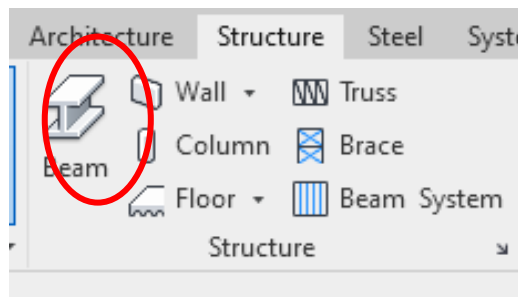 Architecture Structure Steel
Wall Truss
Beam Column Brace
Floor Beam System
Structure